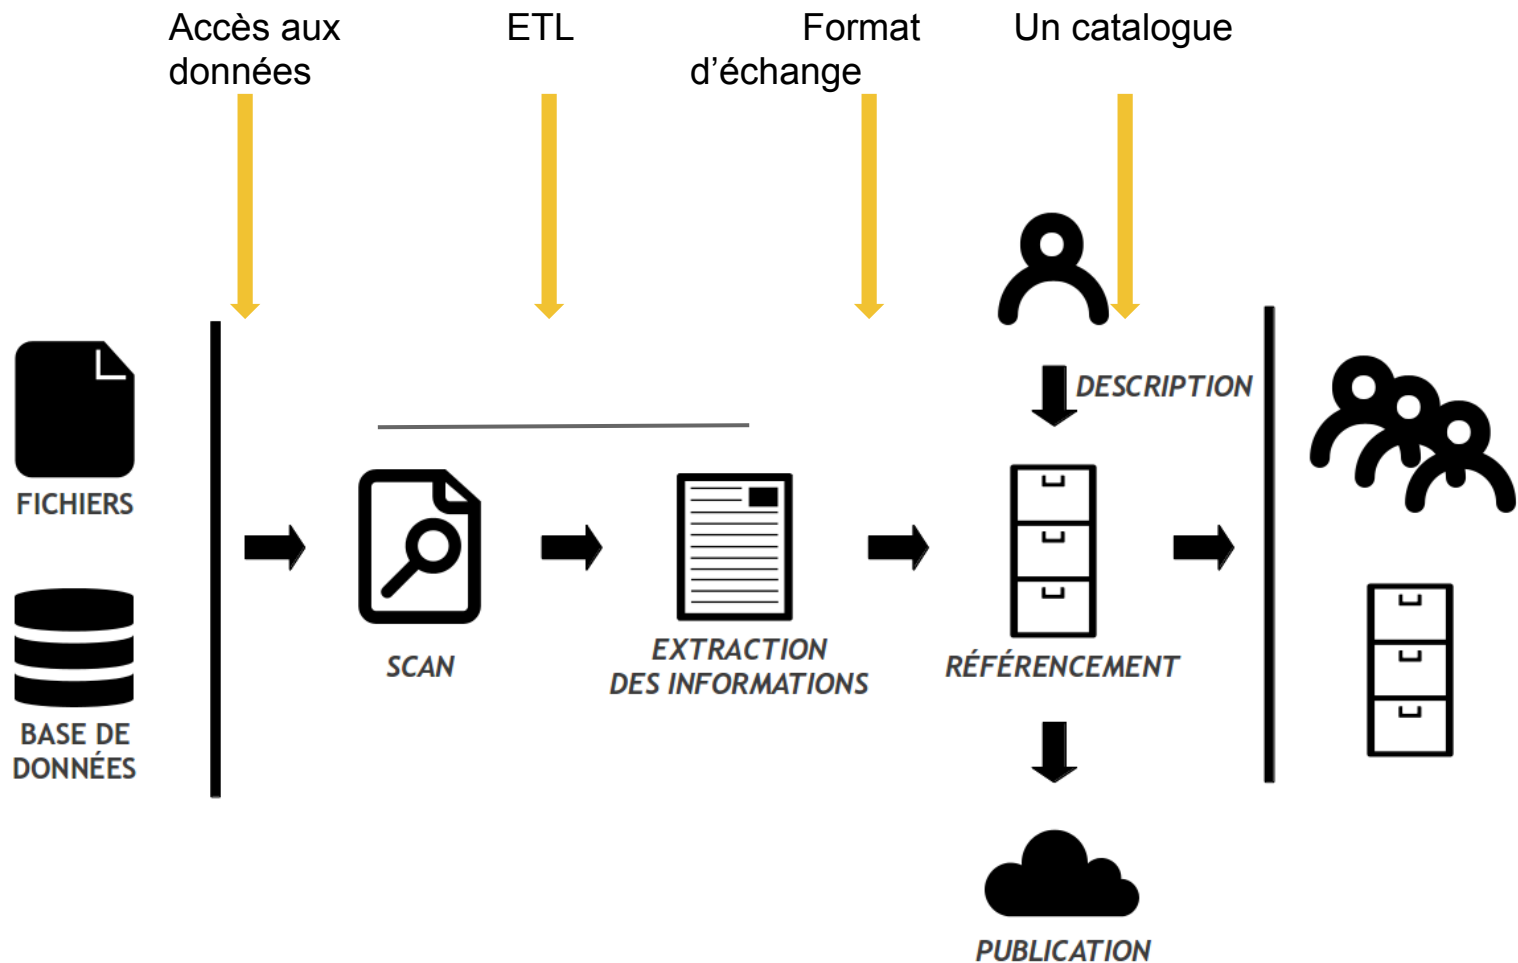 Accès aux
données
ETL
Format
d’échange
Un catalogue
DESCRIPTION
FICHIERS
BASE DE
DONNÉES
SCAN
EXTRACTION
DES INFORMATIONS
RÉFÉRENCEMENT
PUBLICATION